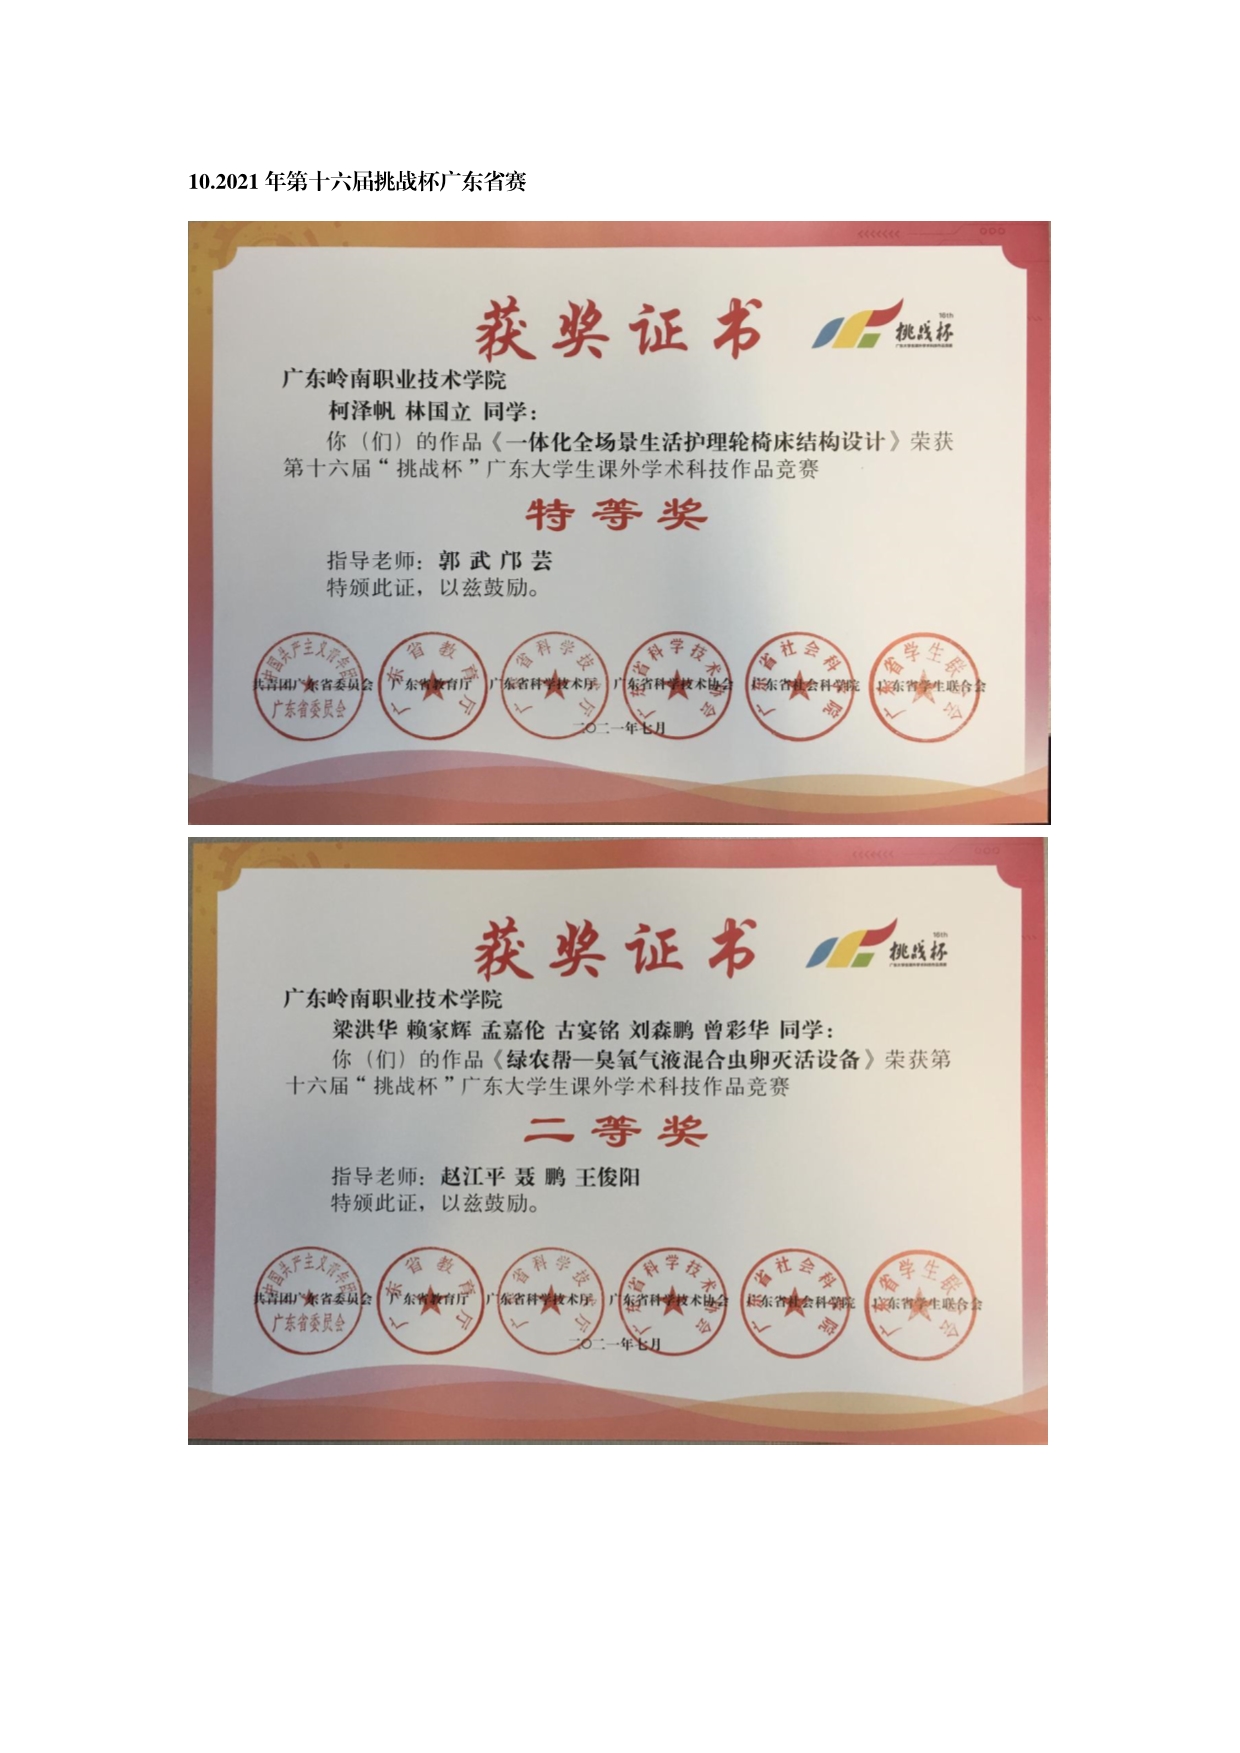 10.2021 年第十六届挑战杯广东省赛
获奖证书
16th
挑战杯
广东岭南职业技术学院
柯泽帆 林国立 同学：
你（们）的作品《一体化全场景生活护理轮椅床结构设计》荣获
第十六届“挑战杯”广东大学生课外学术科技作品竞赛
特等奖
指导老师：郭 武 邝 芸
特颁此证，以兹鼓励。
共青团广东省委员会 广东省教育厅 广东省科学技术厅 广东省科学技术协会 广东省社会科学院 广东省学生联合会
二〇二一年七月
获奖证书
16th
挑战杯
广东岭南职业技术学院
梁洪华 赖家辉 孟嘉伦 古宴铭 刘森鹏 曾彩华 同学：
你（们）的作品《绿农帮—臭氧气液混合虫卵灭活设备》荣获第
十六届“挑战杯”广东大学生课外学术科技作品竞赛
二等奖
指导老师：赵江平 聂 鹏 王俊阳
特颁此证，以兹鼓励。
共青团广东省委员会 广东省教育厅 广东省科学技术厅 广东省科学技术协会 广东省社会科学院 广东省学生联合会
二〇二一年七月